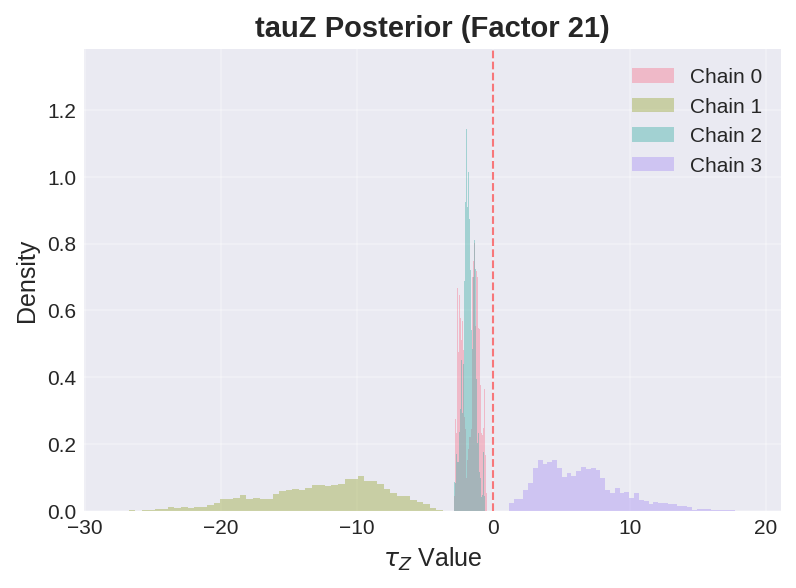 tauZ Posterior (Factor 21)
Chain 0
Chain 1
Chain 2
Chain 3
Density
1.2
1.0
0.8
0.6
0.4
0.2
0.0
−30
−20
−10
0
10
20
τZ Value